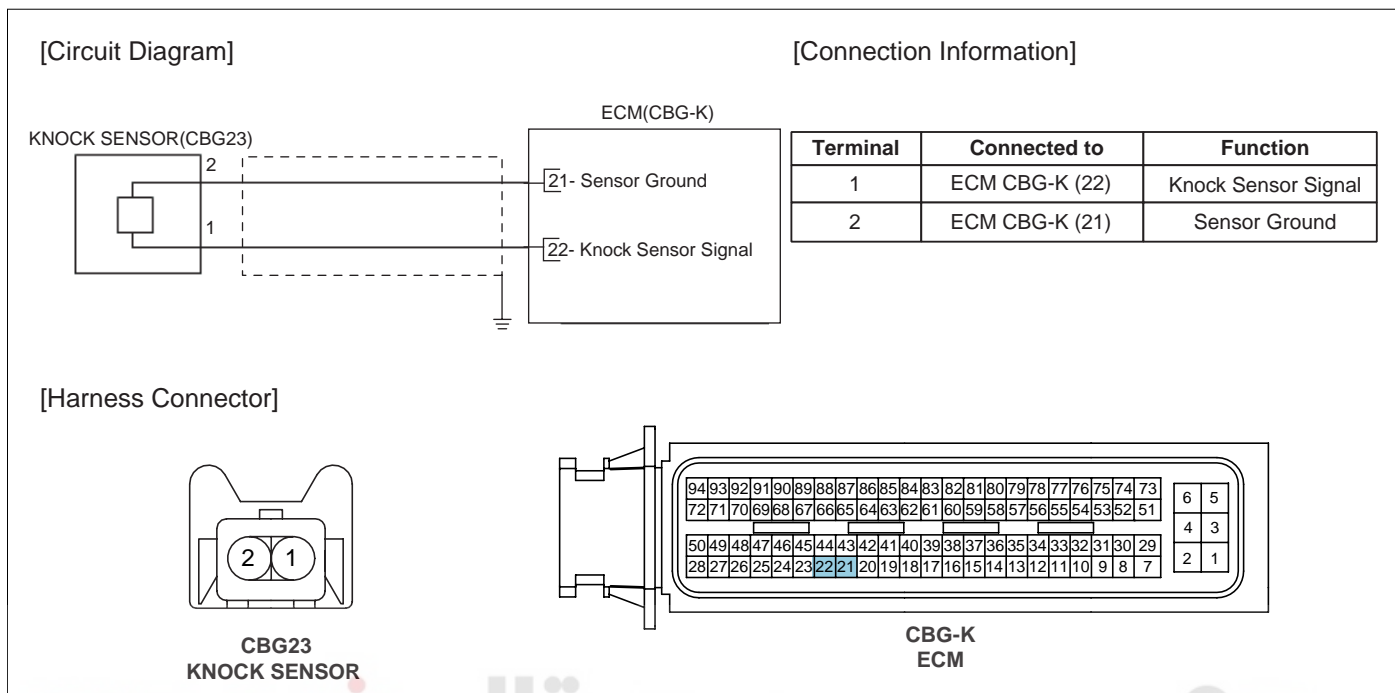 [Circuit Diagram]
[Connection Information]
ECM(CBG-K)
KNOCK SENSOR(CBG23)
2
21- Sensor Ground
1
22- Knock Sensor Signal
Terminal Connected to Function
1 ECM CBG-K (22) Knock Sensor Signal
2 ECM CBG-K (21) Sensor Ground
[Harness Connector]
2 1
CBG23
KNOCK SENSOR
94 93 92 91 90 89 88 87 86 85 84 83 82 81 80 79 78 77 76 75 74 73
72 71 70 69 68 67 66 65 64 63 62 61 60 59 58 57 56 55 54 53 52 51
50 49 48 47 46 45 44 43 42 41 40 39 38 37 36 35 34 33 32 31 30 29
28 27 26 25 24 23 22 21 20 19 18 17 16 15 14 13 12 11 10 9 8 7
6 5
4 3
2 1
CBG-K
ECM